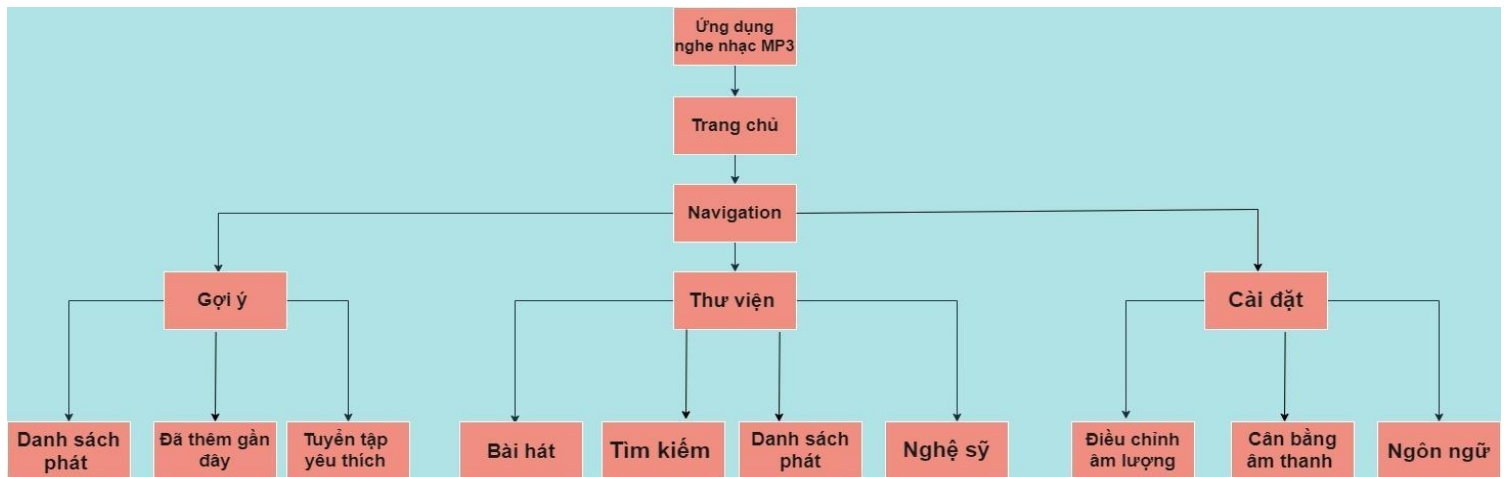 Ứng dụng
nghe nhạc MP3
Trang chủ
Navigation
Gợi ý
Thư viện
Cài đặt
Danh sách
phát
Đã thêm gần
đây
Tuyển tập
yêu thích
Bài hát
Tìm kiếm
Danh sách
phát
Nghệ sỹ
Điều chỉnh
âm lượng
Cân bằng
âm thanh
Ngôn ngữ